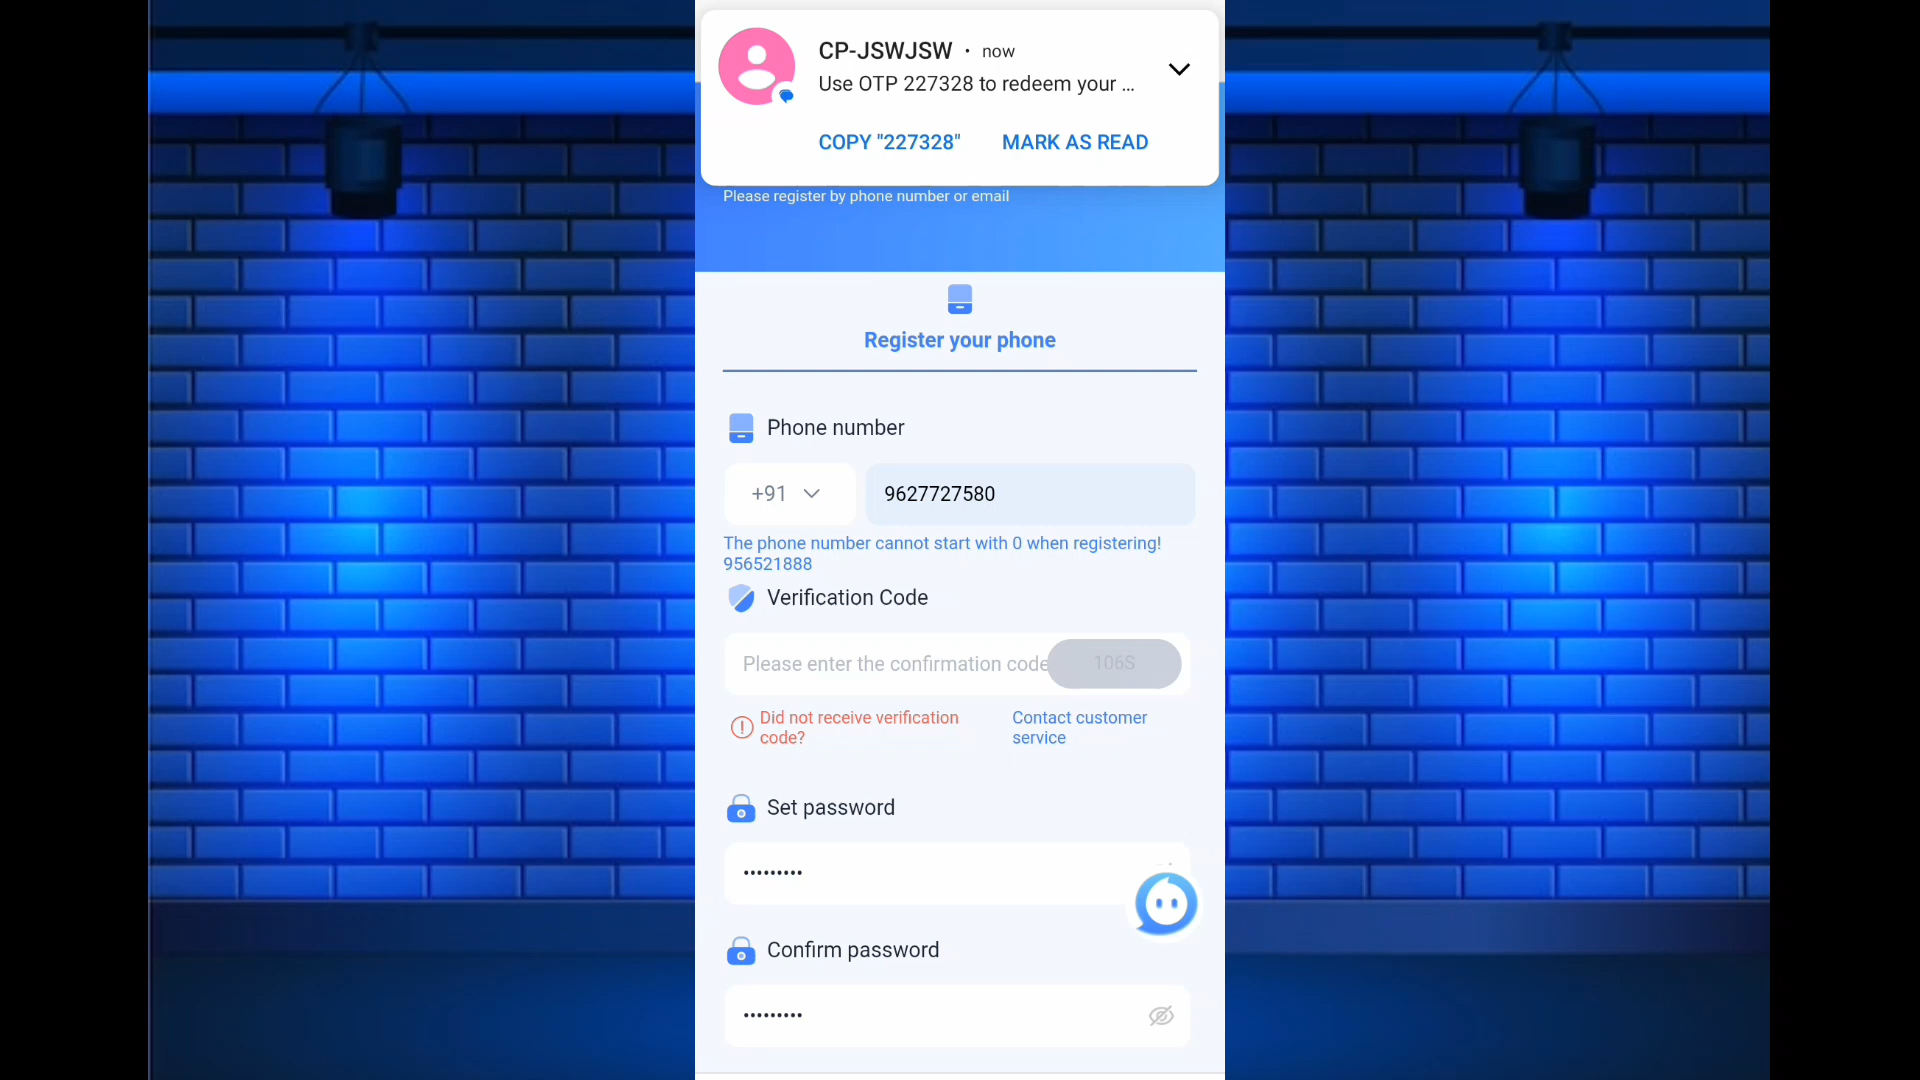 CP-JSWJSW • now
Use OTP 227328 to redeem your ...
COPY "227328" MARK AS READ
Please register by phone number or email
Register your phone
Phone number
+91 9627727580
The phone number cannot start with 0 when registering!
956521888
Verification Code
Please enter the confirmation code 106S
Did not receive verification code?
Contact customer service
Set password
•••••••••
Confirm password
•••••••••